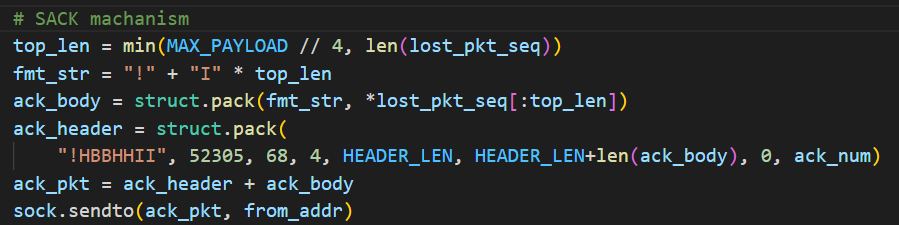 # SACK machanism
top_len = min(MAX_PAYLOAD // 4, len(lost_pkt_seq))
fmt_str = "!" + "I" * top_len
ack_body = struct.pack(fmt_str, *lost_pkt_seq[:top_len])
ack_header = struct.pack(
    "!HBBHHII", 52305, 68, 4, HEADER_LEN, HEADER_LEN+len(ack_body), 0, ack_num)
ack_pkt = ack_header + ack_body
sock.sendto(ack_pkt, from_addr)